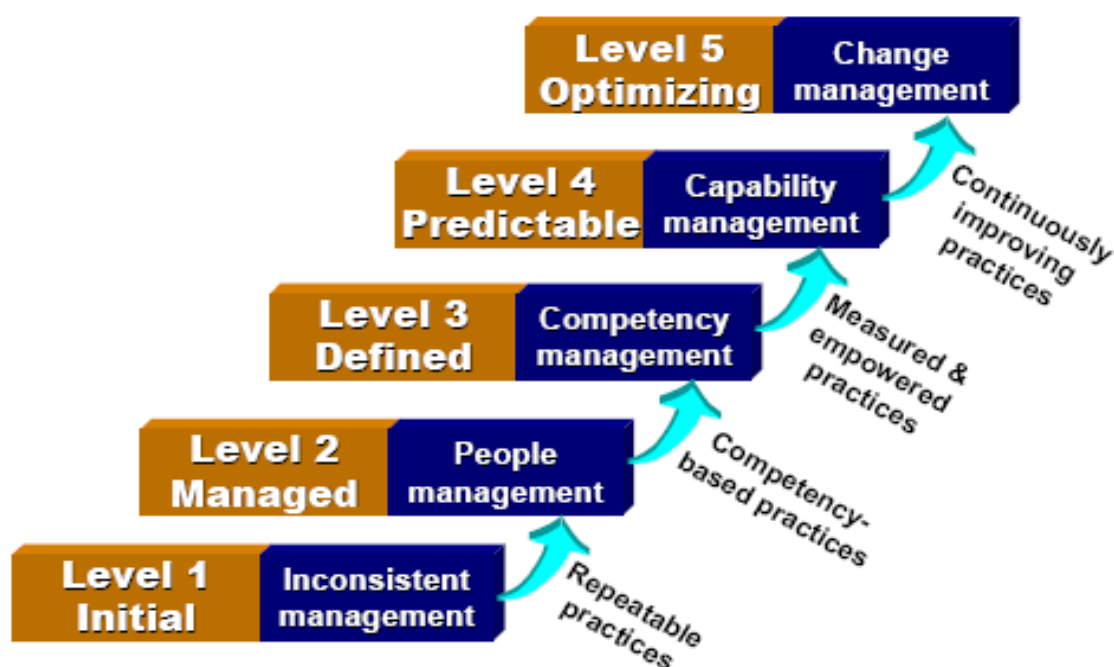 Level 5
Optimizing
Change
management
Continuously
improving
practices
Level 4
Predictable
Capability
management
Measured &
empowered
practices
Level 3
Defined
Competency
management
Competency-
based practices
Level 2
Managed
People
management
Repeatable
practices
Level 1
Initial
Inconsistent
management